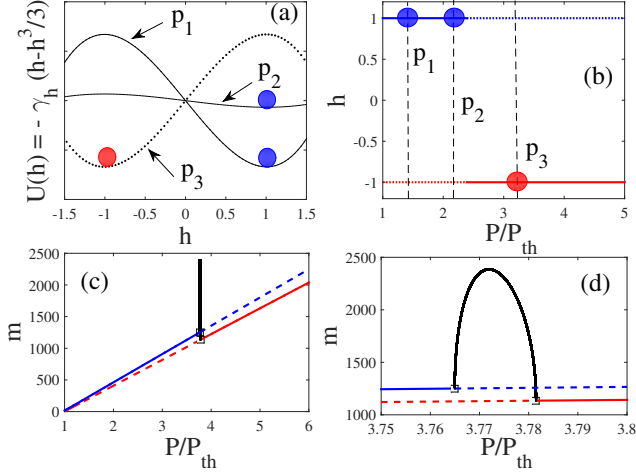 (a)
U(h) = - γh (h-h³/3)
p1
p2
p3
-1.5 -1 -0.5 0 0.5 1 1.5
h
(b)
h
1
0.5
0
-0.5
-1
p1
p2
p3
1 2 3 4 5
P/Pth
(c)
m
2500
2000
1500
1000
500
0
1 2 3 4 5 6
P/Pth
(d)
m
2500
2000
1500
1000
3.75 3.76 3.77 3.78 3.79 3.8
P/Pth